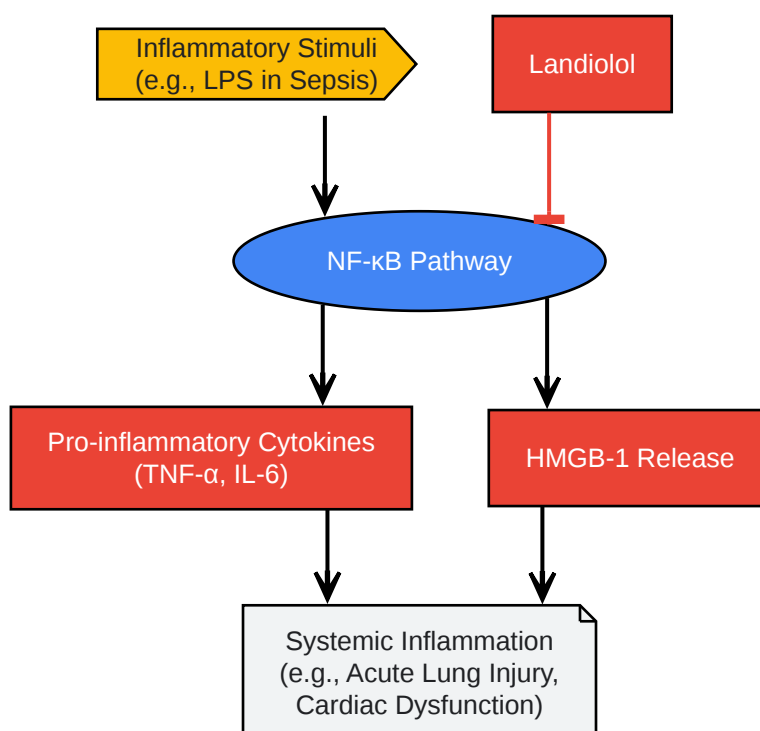 Inflammatory Stimuli
(e.g., LPS in Sepsis)
Landiolol
NF-κB Pathway
Pro-inflammatory Cytokines
(TNF-α, IL-6)
HMGB-1 Release
Systemic Inflammation
(e.g., Acute Lung Injury,
Cardiac Dysfunction)